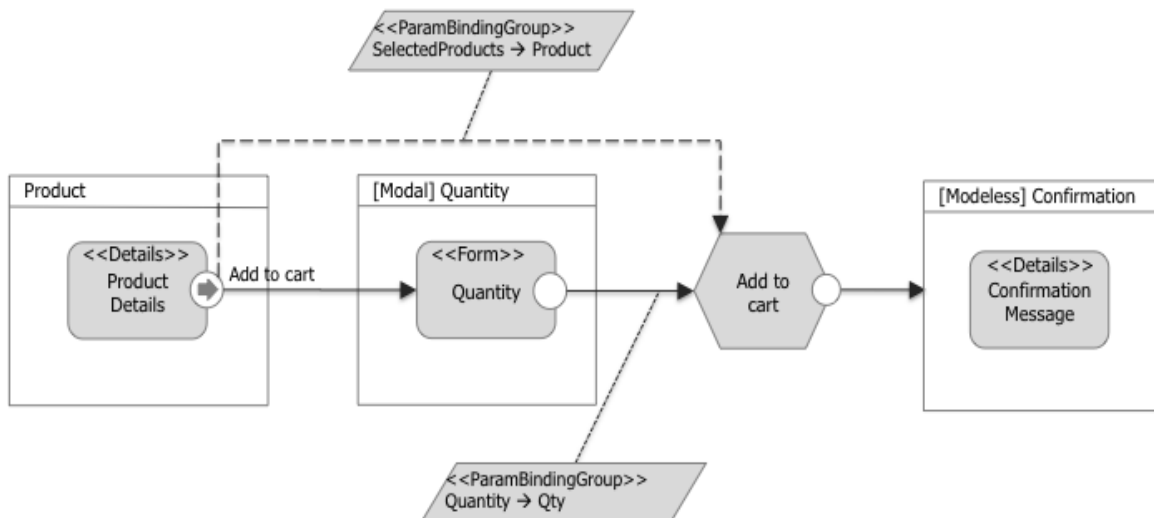 <<ParamBindingGroup>>
SelectedProducts → Product
Product
<<Details>>
Product
Details
Add to cart
[Modal] Quantity
<<Form>>
Quantity
Add to
cart
[Modeless] Confirmation
<<Details>>
Confirmation
Message
<<ParamBindingGroup>>
Quantity → Qty